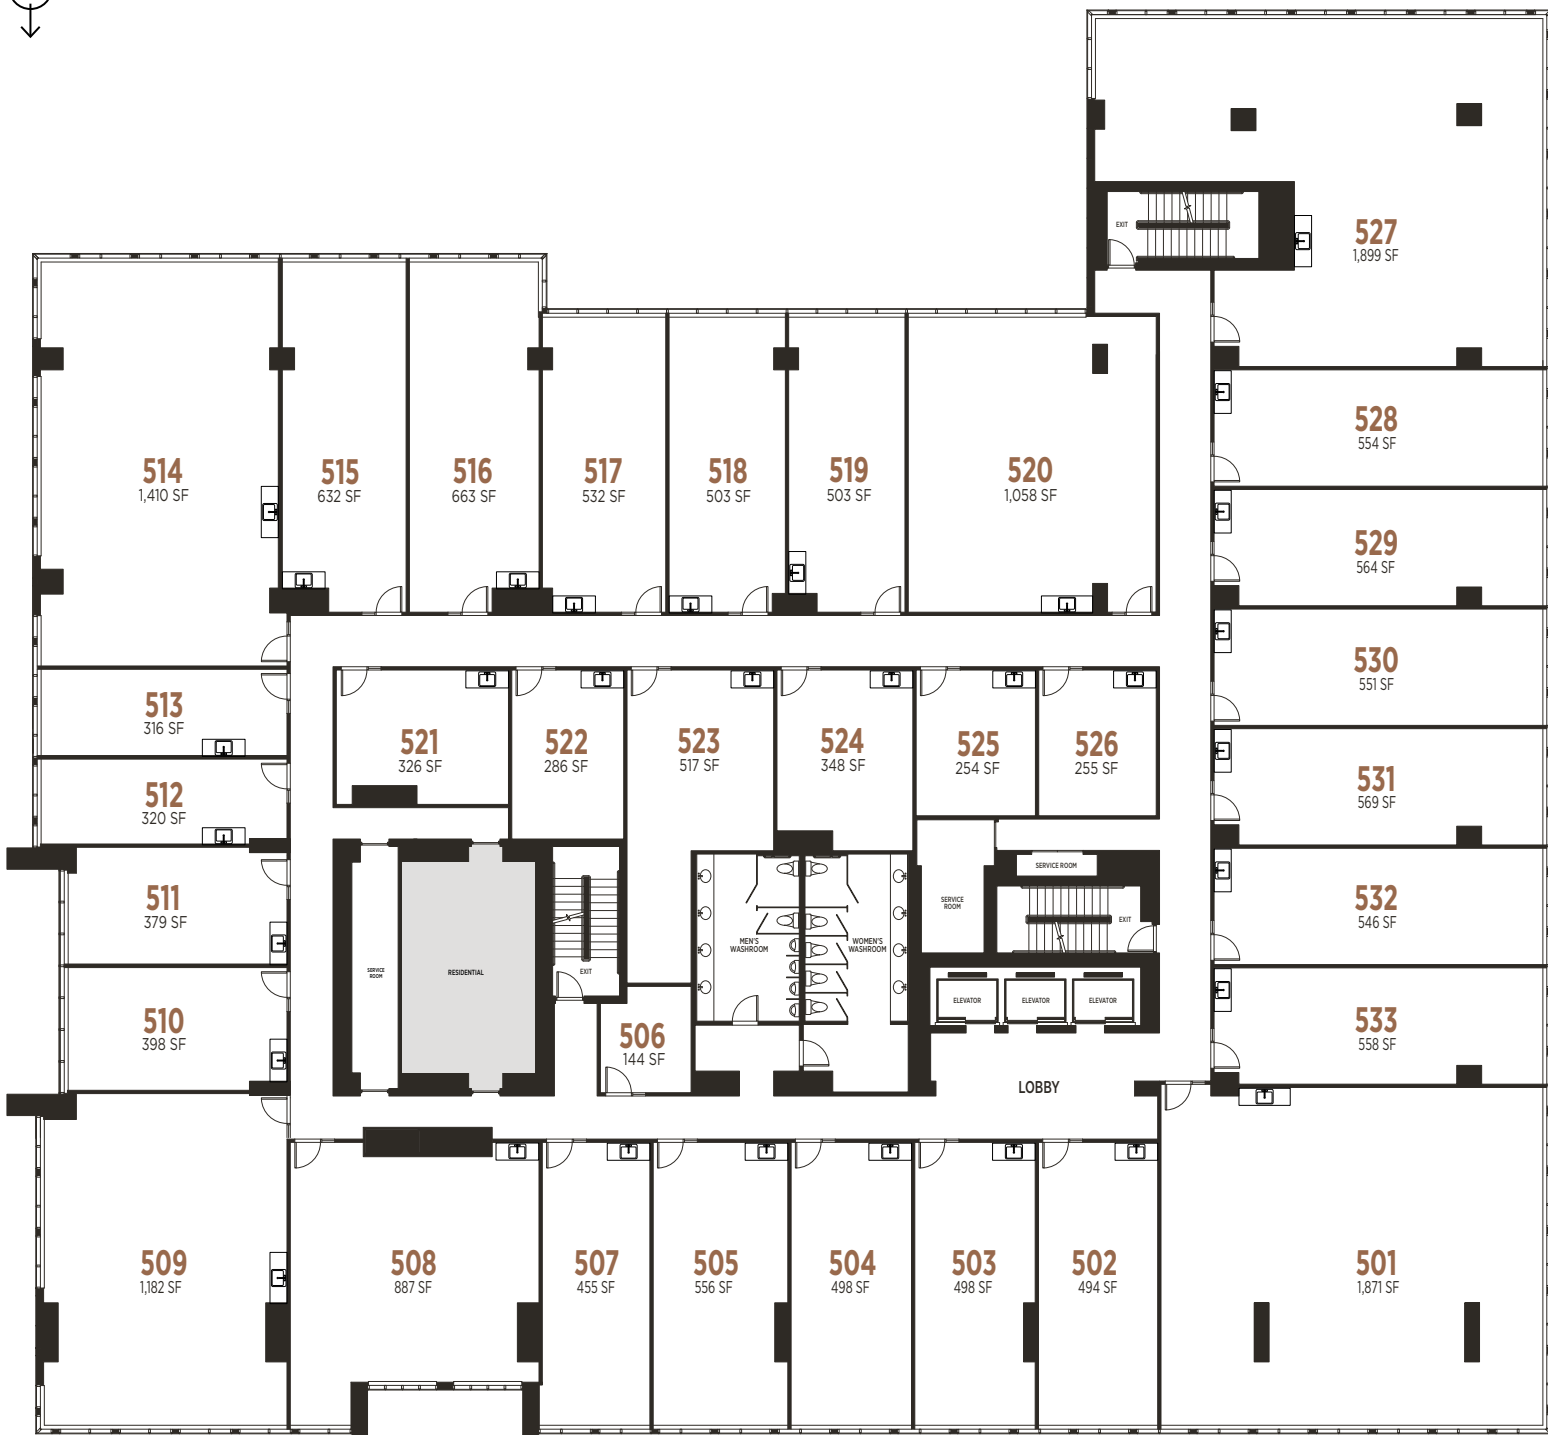 EXIT
527
1,899 SF
528
554 SF
514
1,410 SF
515
632 SF
516
663 SF
517
532 SF
518
503 SF
519
503 SF
520
1,058 SF
529
564 SF
530
551 SF
513
316 SF
521
326 SF
522
286 SF
523
517 SF
524
348 SF
525
254 SF
526
255 SF
531
569 SF
512
320 SF
SERVICE ROOM
511
379 SF
SERVICE
ROOM
EXIT
532
546 SF
MEN'S
WASHROOM
WOMEN'S
WASHROOM
SERVICE
ROOM
RESIDENTIAL
EXIT
ELEVATOR
ELEVATOR
ELEVATOR
510
398 SF
506
144 SF
533
558 SF
LOBBY
509
1,182 SF
508
887 SF
507
455 SF
505
556 SF
504
498 SF
503
498 SF
502
494 SF
501
1,871 SF